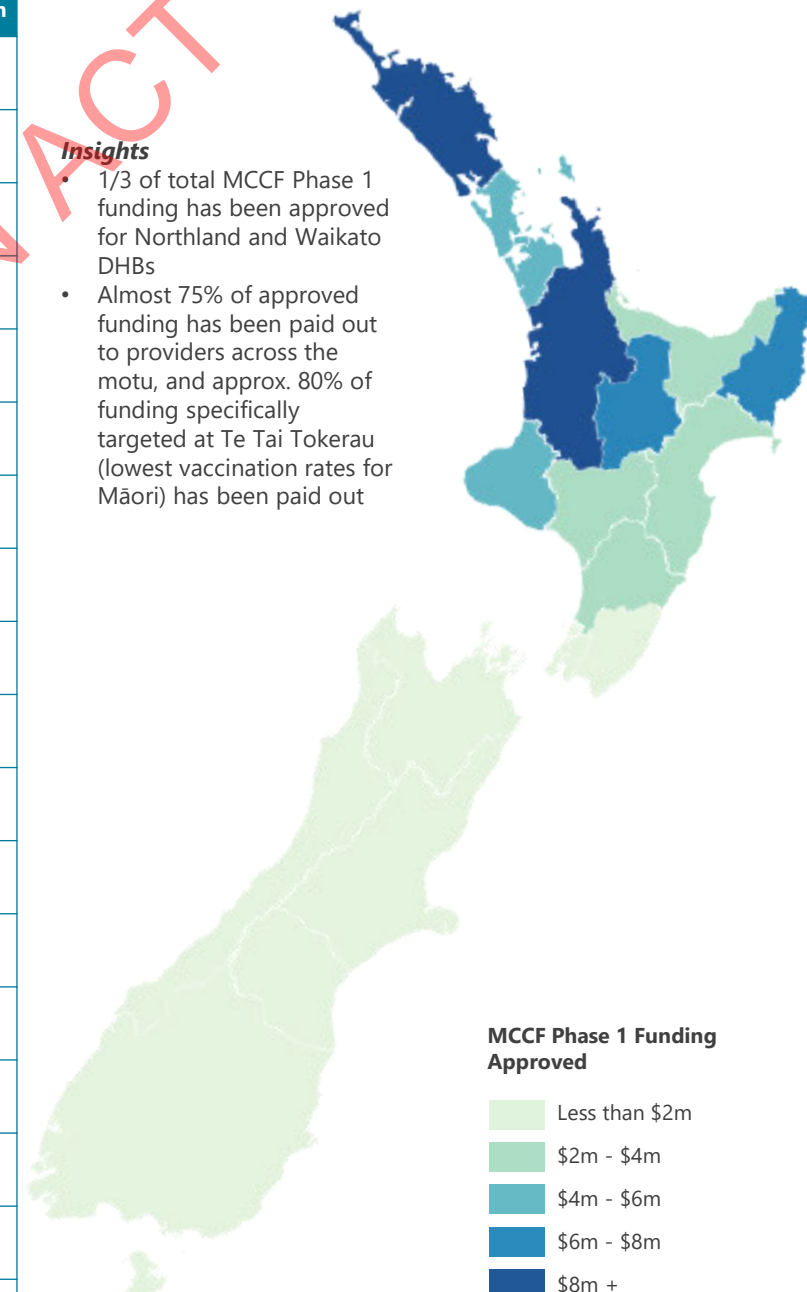 Insights
• 1/3 of total MCCF Phase 1
funding has been approved
for Northland and Waikato
DHBs
• Almost 75% of approved
funding has been paid out
to providers across the
motu, and approx. 80% of
funding specifically
targeted at Te Tai Tokerau
(lowest vaccination rates for
Māori) has been paid out
MCCF Phase 1 Funding
Approved
Less than $2m
$2m - $4m
$4m - $6m
$6m - $8m
$8m +
ACT